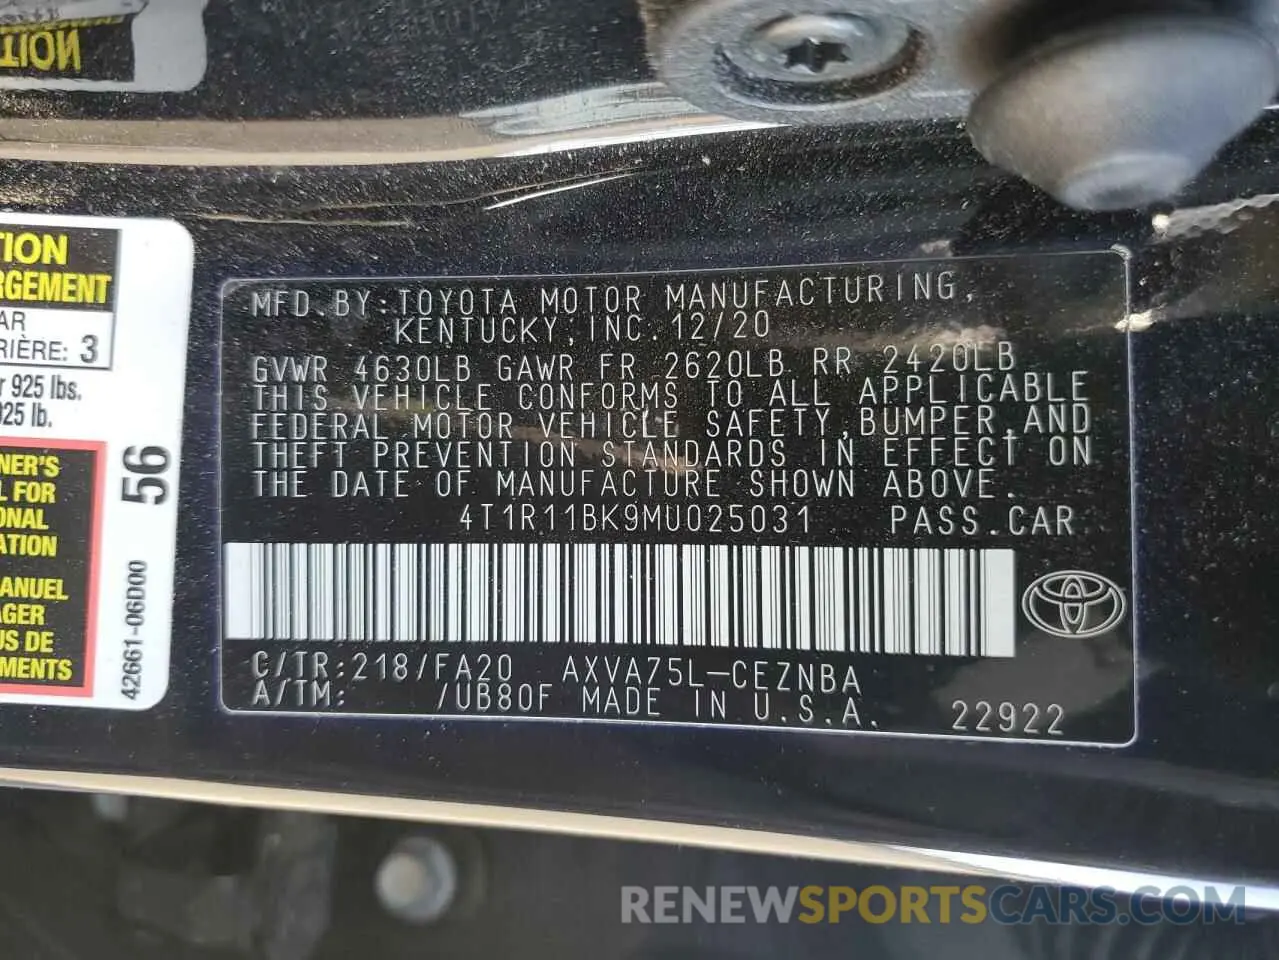 TION
TION
RGEMENT
AR
RIÈRE: 3
r 925 lbs.
925 lb.
NER'S
L FOR
ONAL
ATION
ANUEL
AGER
US DE
MENTS
56
42661-06D00
MFD.BY:TOYOTA MOTOR MANUFACTURING,
KENTUCKY,INC. 12/20
GVWR 4630LB GAWR FR 2620LB RR 2420LB
THIS VEHICLE CONFORMS TO ALL APPLICABLE
FEDERAL MOTOR VEHICLE SAFETY,BUMPER,AND
THEFT PREVENTION STANDARDS IN EFFECT ON
THE DATE OF MANUFACTURE SHOWN ABOVE.
4T1R11BK9MU025031 PASS.CAR
C/TR:218/FA20 AXVA75L-CEZNBA
A/TM: /UB80F MADE IN U.S.A. 22922
RENEWSPORTSCARS.COM